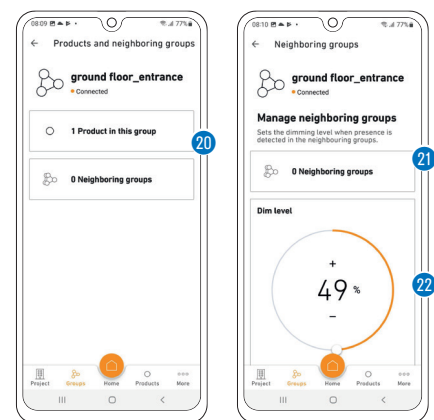 08:09
77%
← Products and neighboring groups
ground floor_entrance
Connected
1 Product in this group
0 Neighboring groups
Project Groups Home Products More
20
08:10
77%
← Neighboring groups
ground floor_entrance
Connected
Manage neighboring groups
Sets the dimming level when presence is
detected in the neighbouring groups.
0 Neighboring groups
Dim level
+
49 %
−
Project Groups Home Products More
21
22